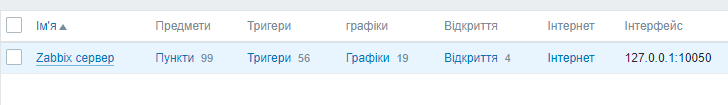 Ім'я Предмети Тригери графіки Відкриття Інтернет Інтерфейс
Zabbix сервер Пункти 99 Тригери 56 Графіки 19 Відкриття 4 Інтернет 127.0.0.1:10050